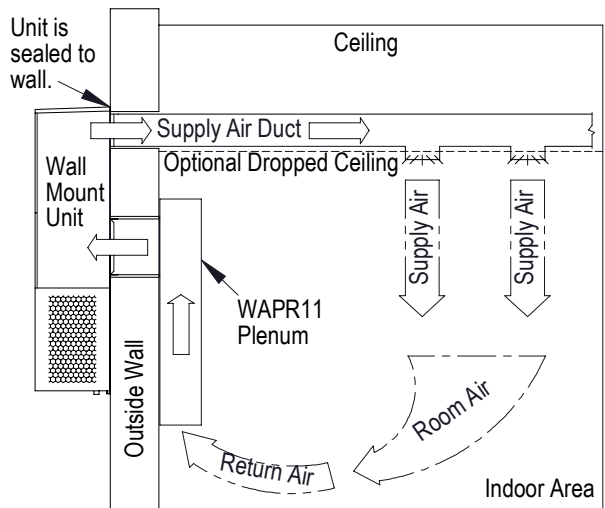 Unit is
sealed to
wall.
Ceiling
Supply Air Duct
Optional Dropped Ceiling
Wall
Mount
Unit
Supply Air
Supply Air
WAPR11
Plenum
Outside Wall
Room Air
Return Air
Indoor Area